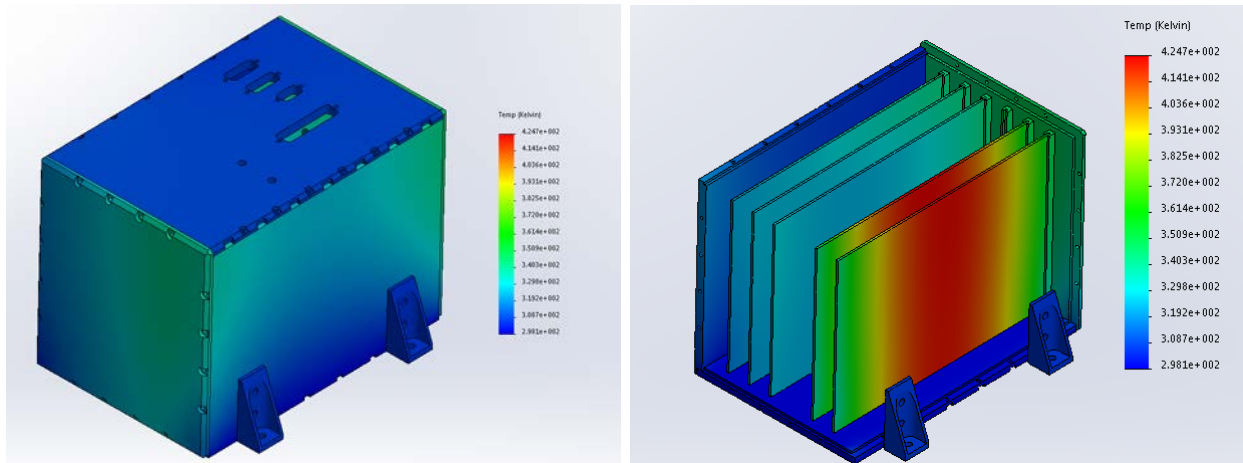 Temp (Kelvin)
4.247e+002
4.141e+002
4.036e+002
3.931e+002
3.825e+002
3.720e+002
3.614e+002
3.509e+002
3.403e+002
3.298e+002
3.192e+002
3.087e+002
2.981e+002
Temp (Kelvin)
4.247e+002
4.141e+002
4.036e+002
3.931e+002
3.825e+002
3.720e+002
3.614e+002
3.509e+002
3.403e+002
3.298e+002
3.192e+002
3.087e+002
2.981e+002